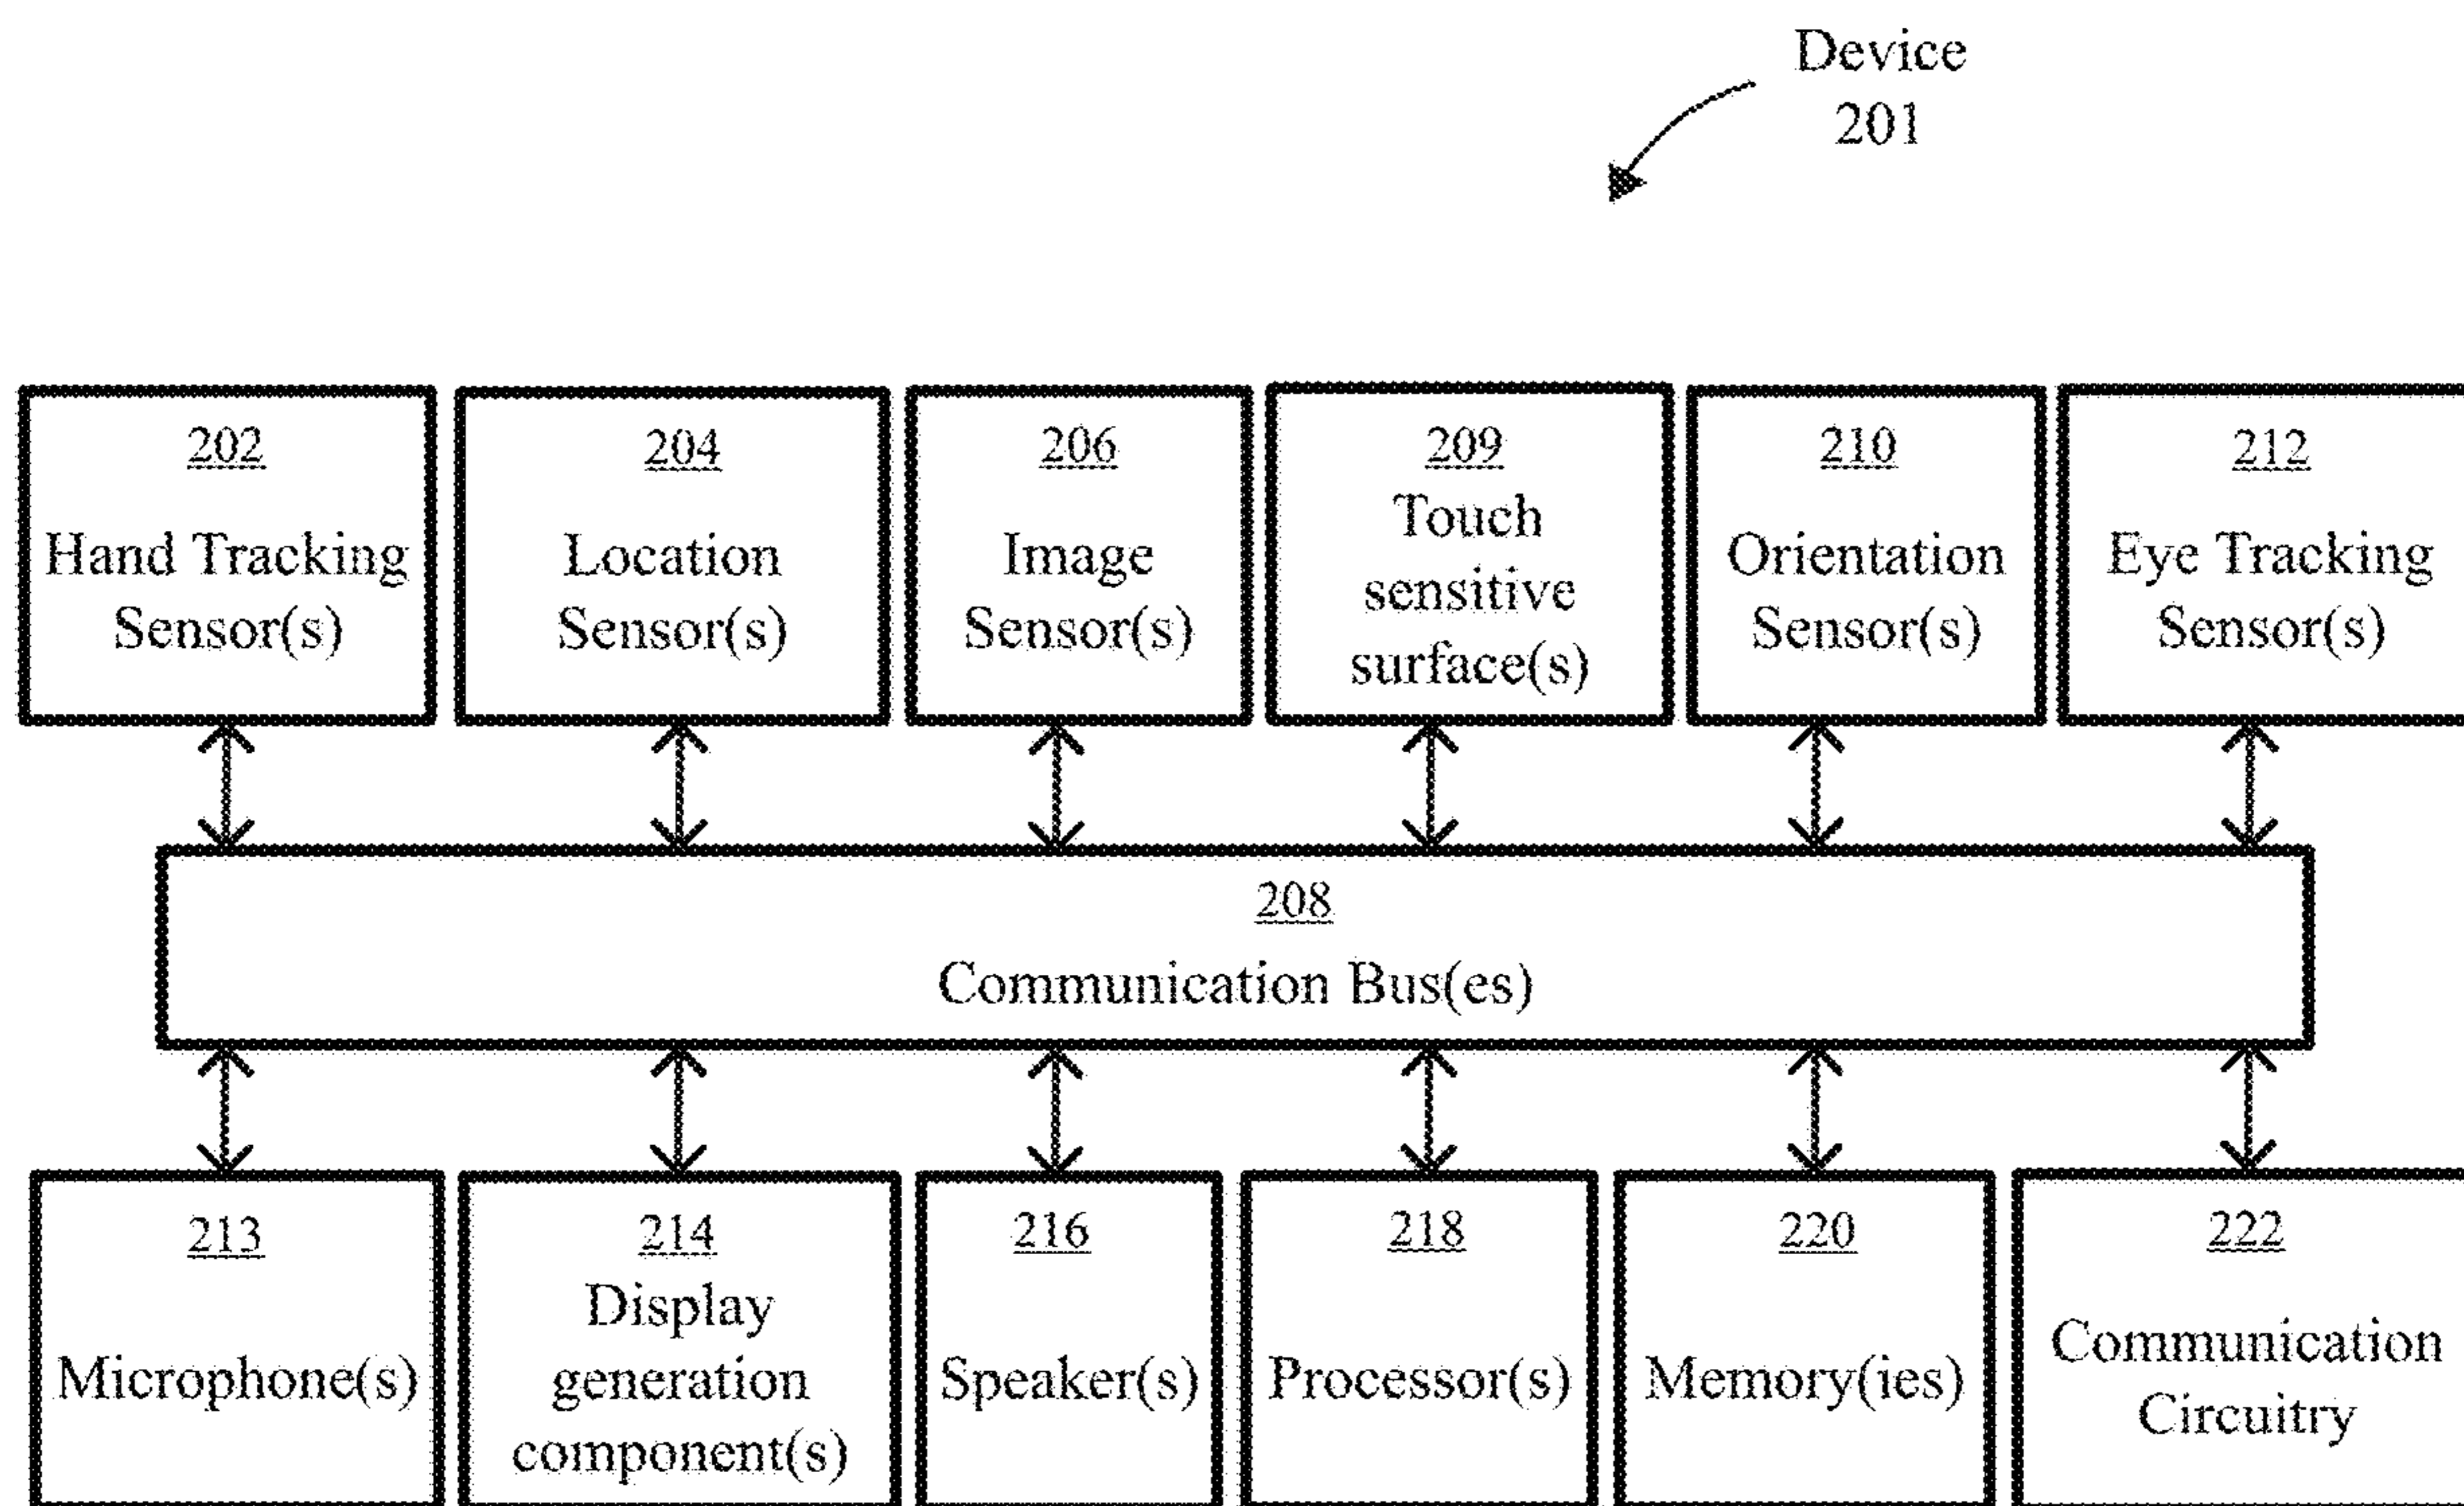 Device
201
202
Hand Tracking
Sensor(s)
204
Location
Sensor(s)
206
Image
Sensor(s)
209
Touch
sensitive
surface(s)
210
Orientation
Sensor(s)
212
Eye Tracking
Sensor(s)
208
Communication Bus(es)
213
Microphone(s)
214
Display
generation
component(s)
216
Speaker(s)
218
Processor(s)
220
Memory(ies)
222
Communication
Circuitry